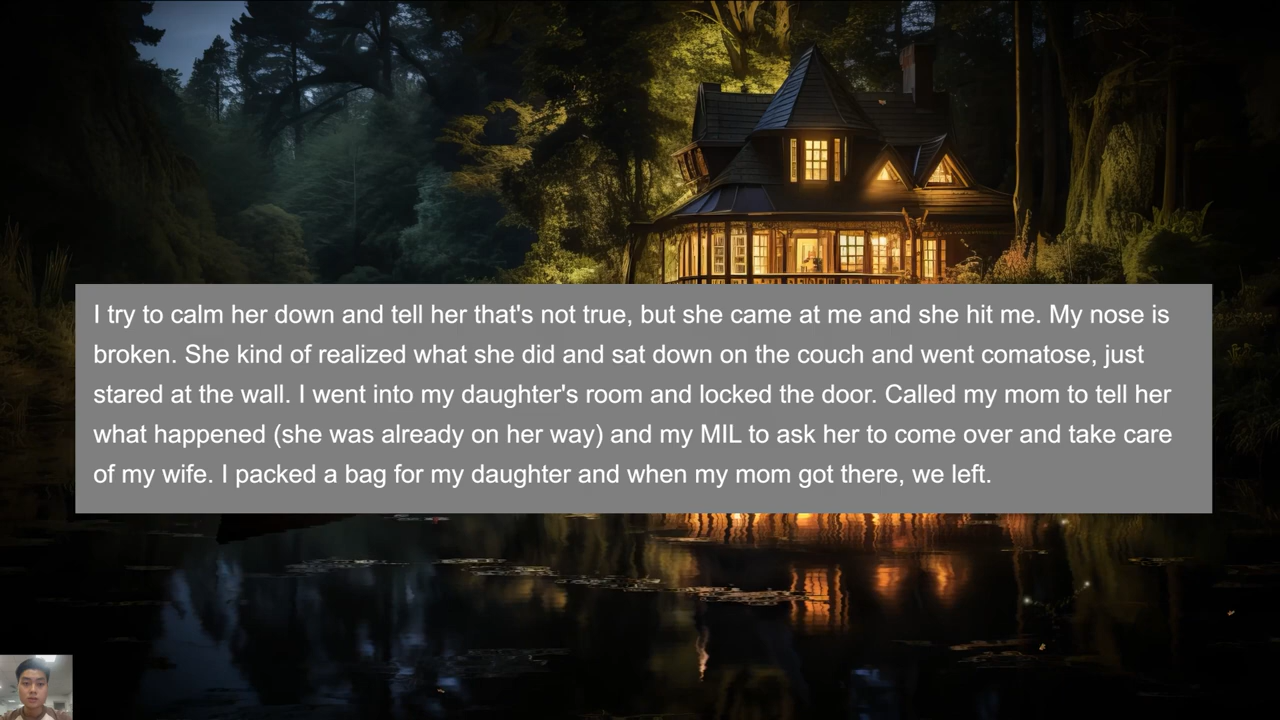 I try to calm her down and tell her that's not true, but she came at me and she hit me. My nose is
broken. She kind of realized what she did and sat down on the couch and went comatose, just
stared at the wall. I went into my daughter's room and locked the door. Called my mom to tell her
what happened (she was already on her way) and my MIL to ask her to come over and take care
of my wife. I packed a bag for my daughter and when my mom got there, we left.